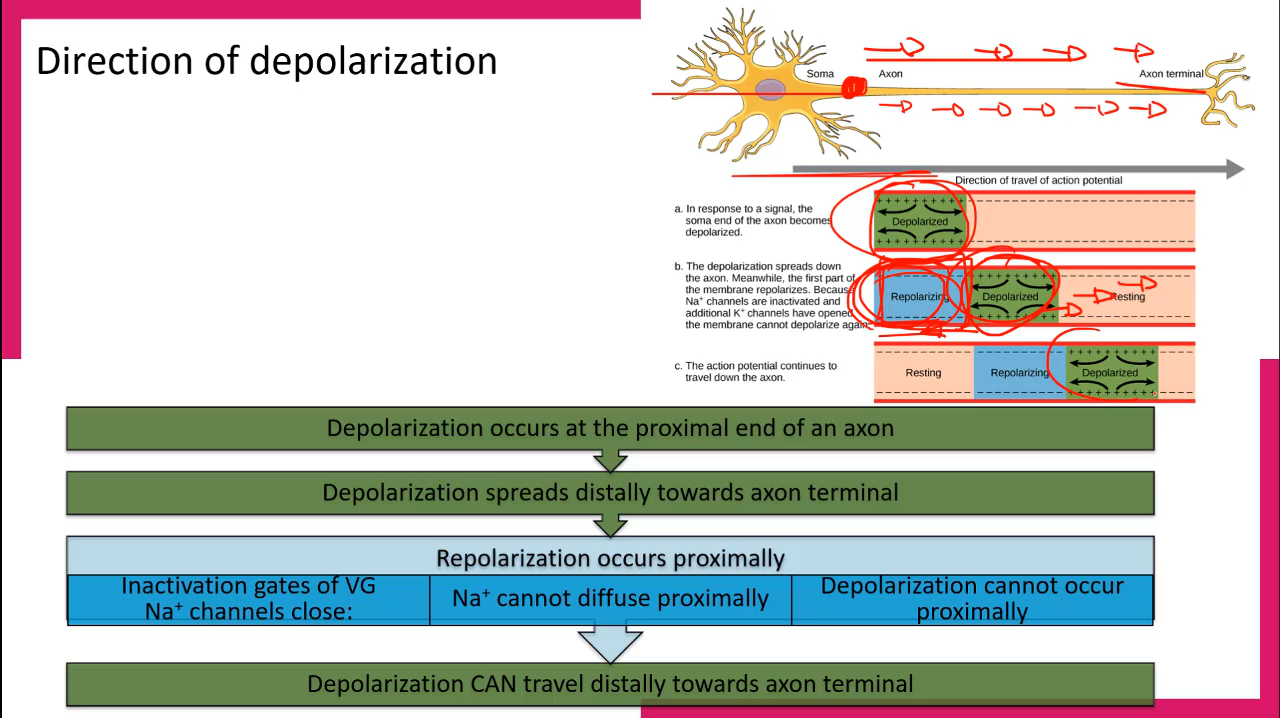 Direction of depolarization
Soma
Axon
Axon terminal
Direction of travel of action potential
a. In response to a signal, the
soma end of the axon becomes
depolarized.
Depolarized
b. The depolarization spreads down
the axon. Meanwhile, the first part of
the membrane repolarizes. Because
Na⁺ channels are inactivated and
additional K⁺ channels have opened,
the membrane cannot depolarize again.
Repolarizing
Depolarized
Resting
c. The action potential continues to
travel down the axon.
Resting
Repolarizing
Depolarized
Depolarization occurs at the proximal end of an axon
Depolarization spreads distally towards axon terminal
Repolarization occurs proximally
Inactivation gates of VG
Na⁺ channels close:
Na⁺ cannot diffuse proximally
Depolarization cannot occur
proximally
Depolarization CAN travel distally towards axon terminal